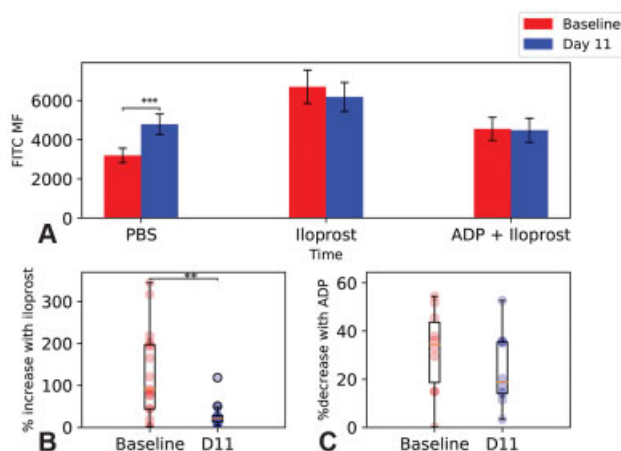 Baseline
Day 11
6000
4000
2000
0
FITC MF
***
PBS
Iloprost
ADP + Iloprost
Time
A
300
200
100
0
% increase with iloprost
**
Baseline
D11
B
60
40
20
0
%decrease with ADP
Baseline
D11
C